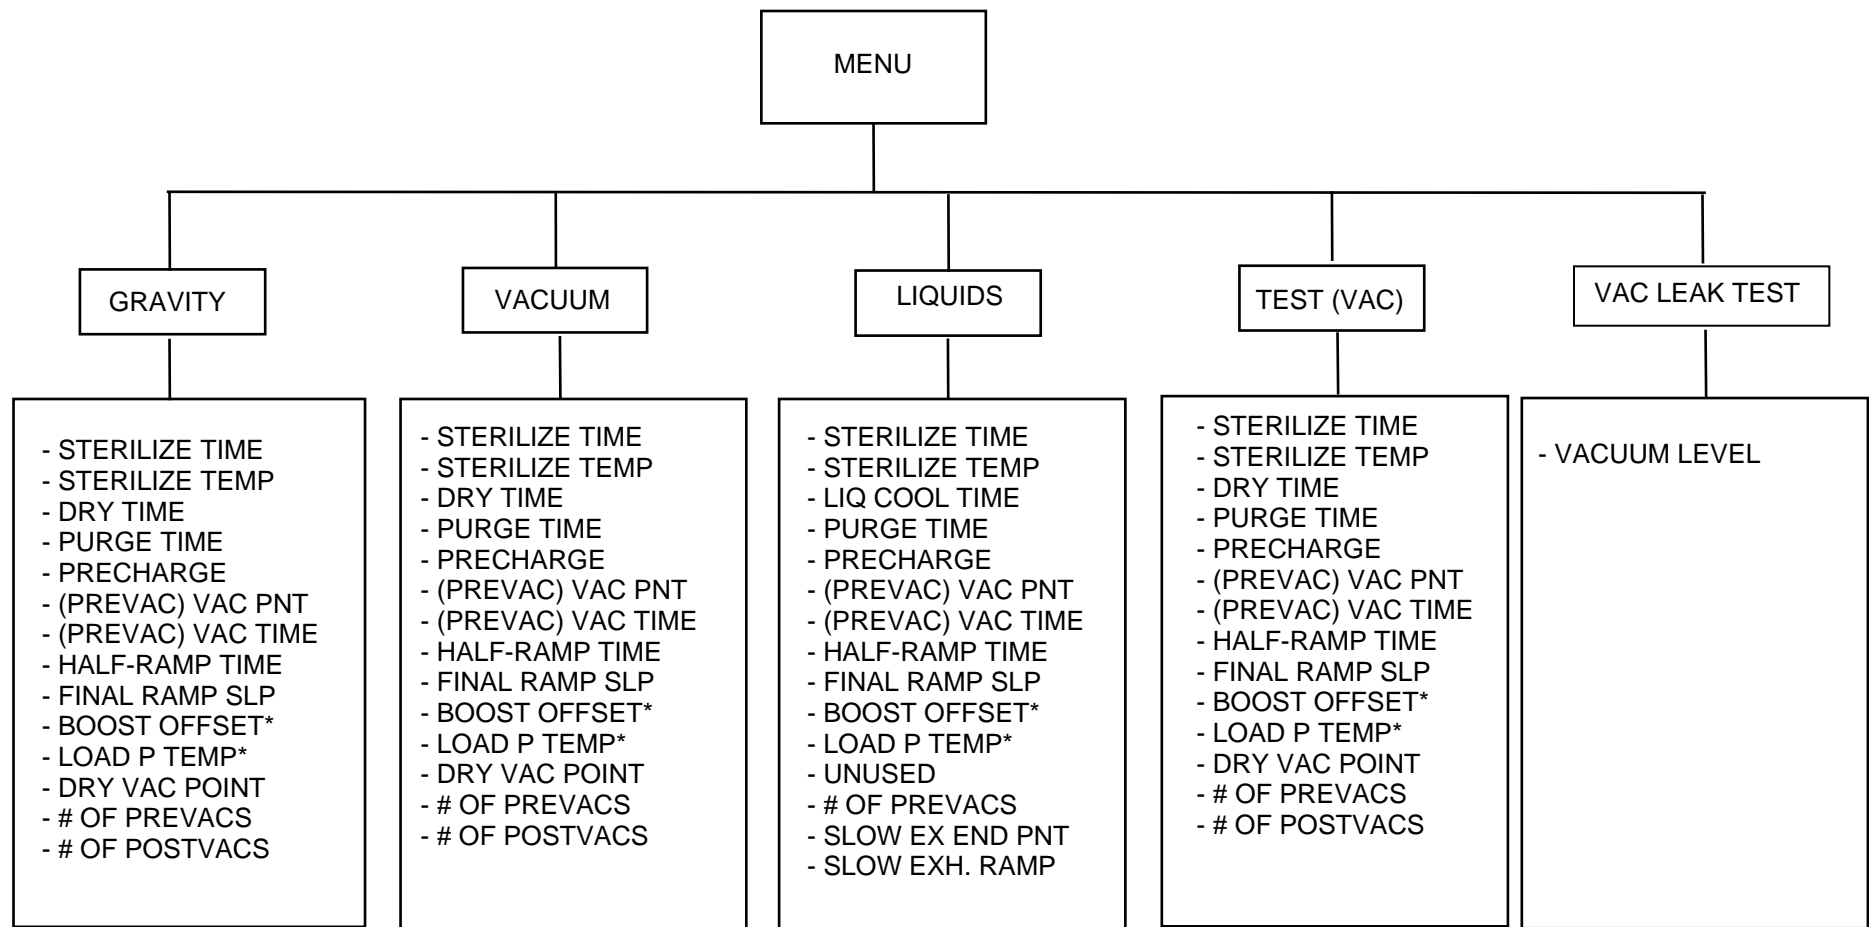 MENU
GRAVITY
VACUUM
LIQUIDS
TEST (VAC)
VAC LEAK TEST
- STERILIZE TIME
- STERILIZE TEMP
- DRY TIME
- PURGE TIME
- PRECHARGE
- (PREVAC) VAC PNT
- (PREVAC) VAC TIME
- HALF-RAMP TIME
- FINAL RAMP SLP
- BOOST OFFSET*
- LOAD P TEMP*
- DRY VAC POINT
- # OF PREVACS
- # OF POSTVACS
- STERILIZE TIME
- STERILIZE TEMP
- DRY TIME
- PURGE TIME
- PRECHARGE
- (PREVAC) VAC PNT
- (PREVAC) VAC TIME
- HALF-RAMP TIME
- FINAL RAMP SLP
- BOOST OFFSET*
- LOAD P TEMP*
- DRY VAC POINT
- # OF PREVACS
- # OF POSTVACS
- STERILIZE TIME
- STERILIZE TEMP
- LIQ COOL TIME
- PURGE TIME
- PRECHARGE
- (PREVAC) VAC PNT
- (PREVAC) VAC TIME
- HALF-RAMP TIME
- FINAL RAMP SLP
- BOOST OFFSET*
- LOAD P TEMP*
- UNUSED
- # OF PREVACS
- SLOW EX END PNT
- SLOW EXH. RAMP
- STERILIZE TIME
- STERILIZE TEMP
- DRY TIME
- PURGE TIME
- PRECHARGE
- (PREVAC) VAC PNT
- (PREVAC) VAC TIME
- HALF-RAMP TIME
- FINAL RAMP SLP
- BOOST OFFSET*
- LOAD P TEMP*
- DRY VAC POINT
- # OF PREVACS
- # OF POSTVACS
- VACUUM LEVEL